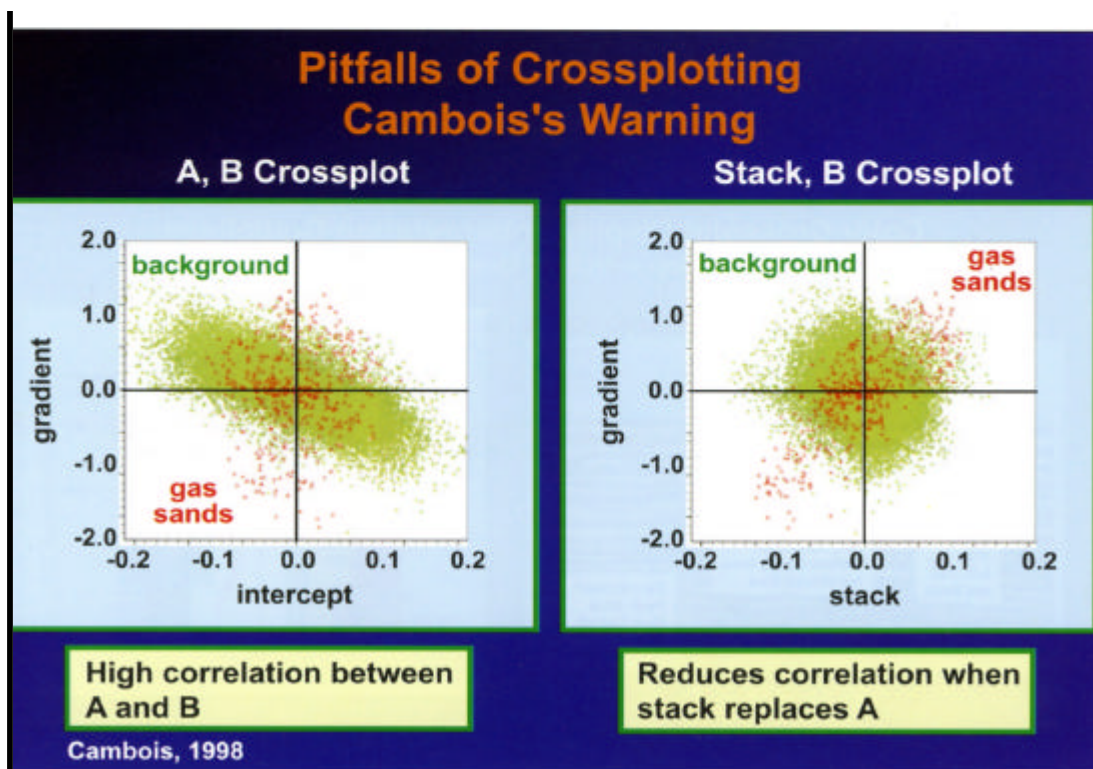 Pitfalls of Crossplotting
Cambois's Warning
A, B Crossplot
Stack, B Crossplot
2.0
1.0
0.0
-1.0
-2.0
gradient
background
gas
sands
-0.2
-0.1
0.0
0.1
0.2
intercept
2.0
1.0
0.0
-1.0
-2.0
gradient
background
gas
sands
-0.2
-0.1
0.0
0.1
0.2
stack
High correlation between
A and B
Reduces correlation when
stack replaces A
Cambois, 1998